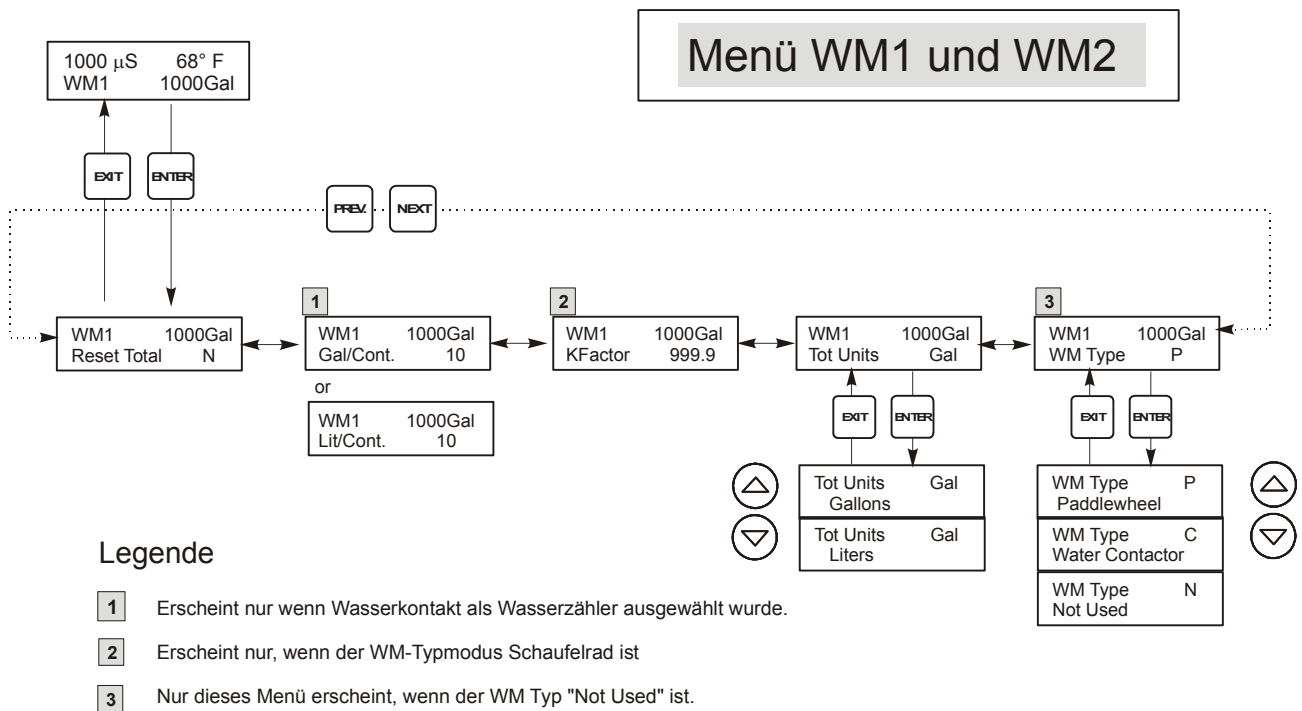 Menü WM1 und WM2
1000 μS 68° F
WM1 1000Gal
EXIT ENTER
PREV. NEXT
WM1 1000Gal
Reset Total N
1
WM1 1000Gal
Gal/Cont. 10
or
WM1 1000Gal
Lit/Cont. 10
2
WM1 1000Gal
KFactor 999.9
WM1 1000Gal
Tot Units Gal
EXIT ENTER
Tot Units Gal
Gallons
Tot Units Gal
Liters
3
WM1 1000Gal
WM Type P
EXIT ENTER
WM Type P
Paddlewheel
WM Type C
Water Contactor
WM Type N
Not Used
Legende
1 Erscheint nur wenn Wasserkontakt als Wasserzähler ausgewählt wurde.
2 Erscheint nur, wenn der WM-Typmodus Schaufelrad ist
3 Nur dieses Menü erscheint, wenn der WM Typ "Not Used" ist.